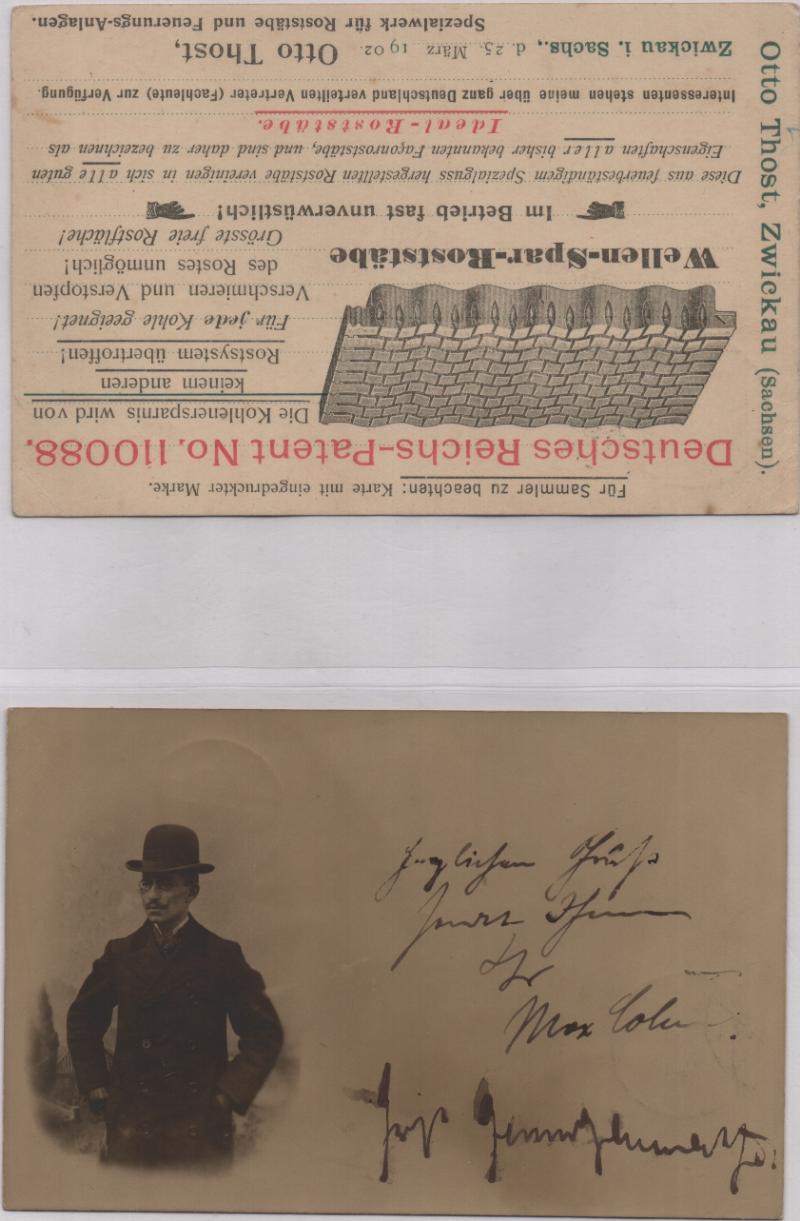 Für Sammler zu beachten: Karte mit eingedruckter Marke.
Deutsches Reichs-Patent No. 110088.
Die Kohlenersparnis wird von
keinem anderen
Rostsystem übertroffen!
Für jede Kohle geeignet!
Verschmieren und Verstopfen
des Rostes unmöglich!
Grösste freie Rostfläche!
Wellen-Spar-Roststäbe
Im Betrieb fast unverwüstlich!
Diese aus feuerbeständigem Spezialguss hergestellten Roststäbe vereinigen in sich alle guten
Eigenschaften aller bisher bekannten Façonroststäbe, und sind daher zu bezeichnen als
Ideal-Roststäbe.
Interessenten stehen meine über ganz Deutschland verteilten Vertreter (Fachleute) zur Verfügung.
Zwickau i. Sachs., d. 25. März 1902. Otto Thost,
Spezialwerk für Roststäbe und Feuerungs-Anlagen.
Otto Thost, Zwickau (Sachsen).
Herzlichen Gruß
sendet Ihnen
Ihr
Max Cohn